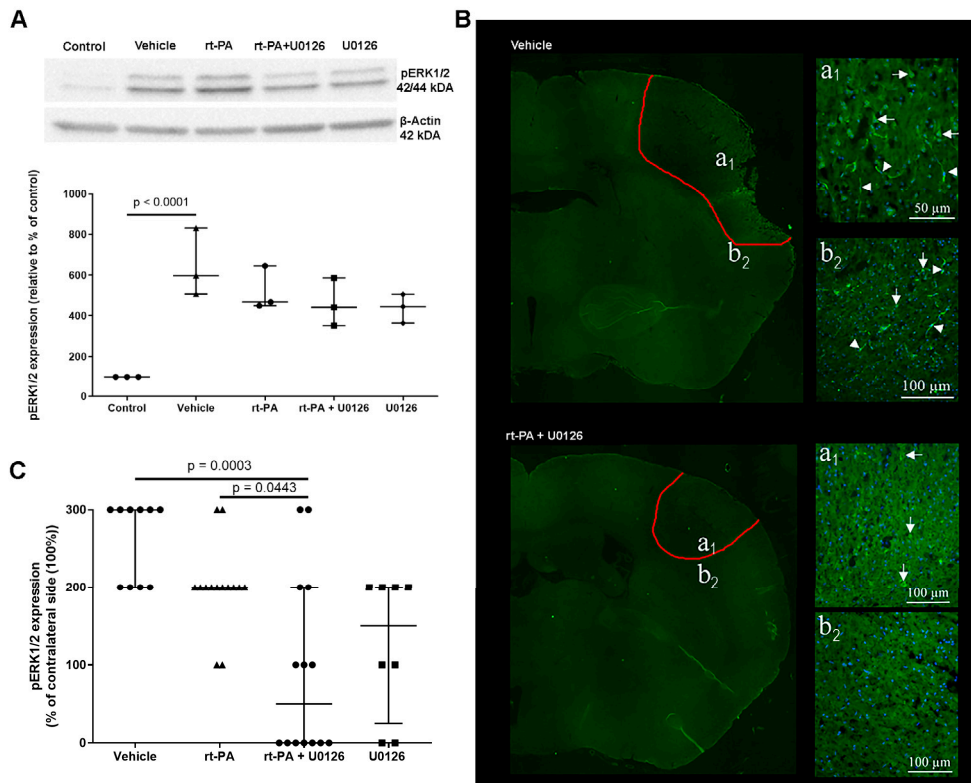 A
Control Vehicle rt-PA rt-PA+U0126 U0126
pERK1/2
42/44 kDA
β-Actin
42 kDA
pERK1/2 expression (relative to % of control)
1000
800
600
400
200
0
p < 0.0001
Control Vehicle rt-PA rt-PA + U0126 U0126
B
Vehicle
a1
b2
a1
50 µm
b2
100 µm
rt-PA + U0126
a1
b2
a1
100 µm
b2
100 µm
C
p = 0.0003
p = 0.0443
pERK1/2 expression
(% of contralateral side (100%))
300
200
100
0
Vehicle rt-PA rt-PA + U0126 U0126